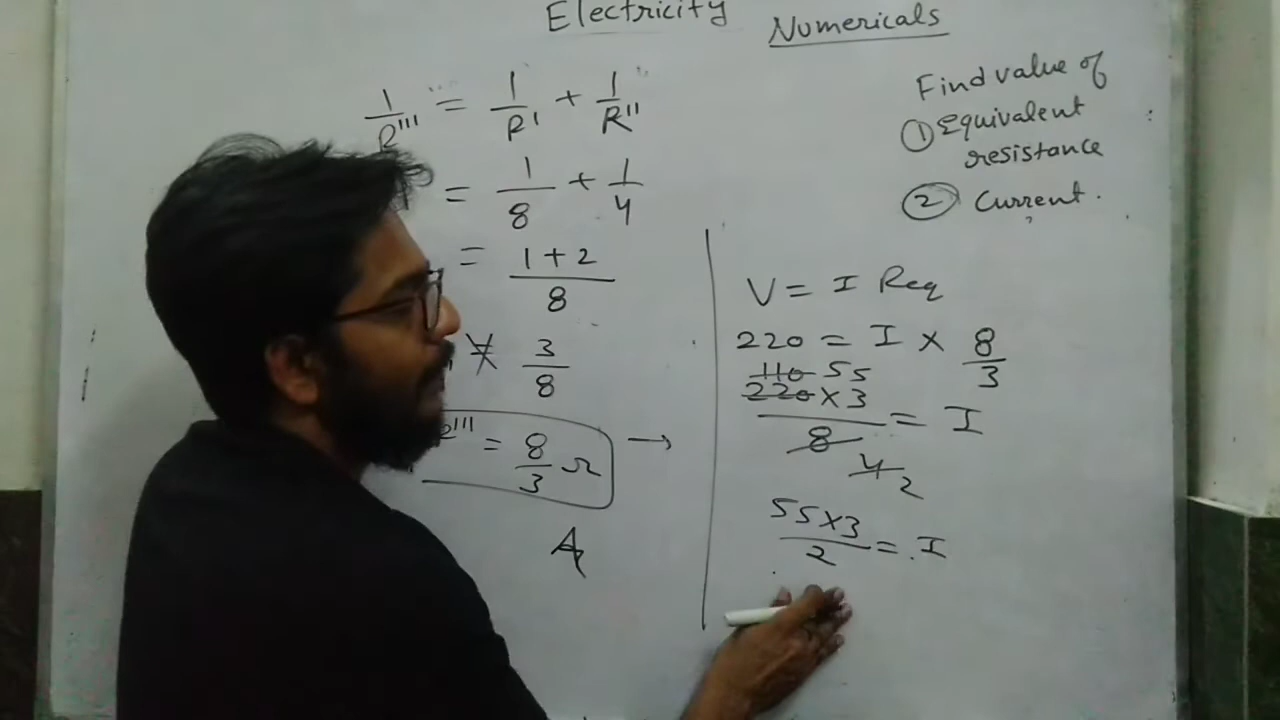 Electricity Numericals
1/R''' = 1/R' + 1/R''
= 1/8 + 1/4
= 1+2/8
3/8
R''' = 8/3 Ω →
A
Find value of
① Equivalent
resistance
② Current.
V = I Req
220 = I × 8/3
110 55
220×3/8 = I
4 2
55×3/2 = I